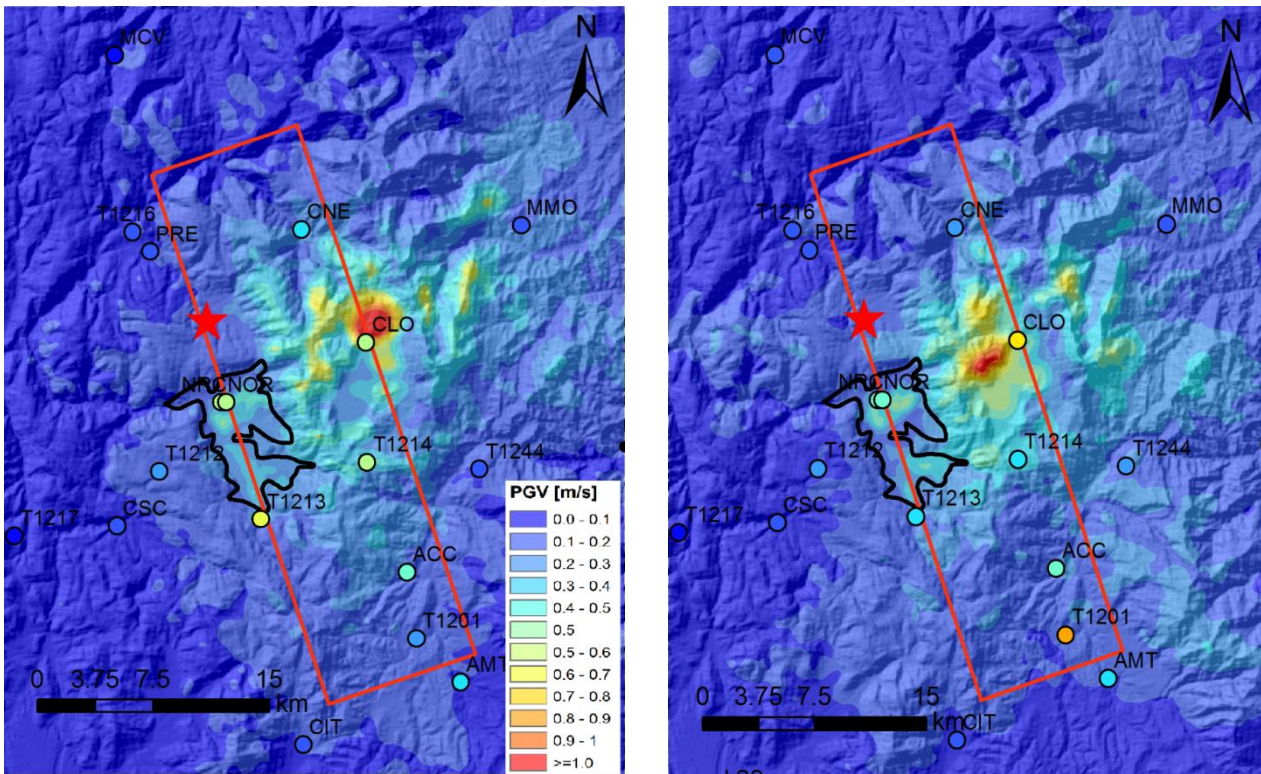 MCV
N
T1216
PRE
CNE
MMO
CLO
NRCNOR
T1212
T1214
T1244
T1217
CSC
T1213
ACC
T1201
AMT
CIT
0 3.75 7.5 15
km
PGV [m/s]
0.0 - 0.1
0.1 - 0.2
0.2 - 0.3
0.3 - 0.4
0.4 - 0.5
0.5
0.5 - 0.6
0.6 - 0.7
0.7 - 0.8
0.8 - 0.9
0.9 - 1
>=1.0
MCV
N
T1216
PRE
CNE
MMO
CLO
NRCNOR
T1212
T1214
T1244
T1217
CSC
T1213
ACC
T1201
AMT
0 3.75 7.5 15
km
CIT